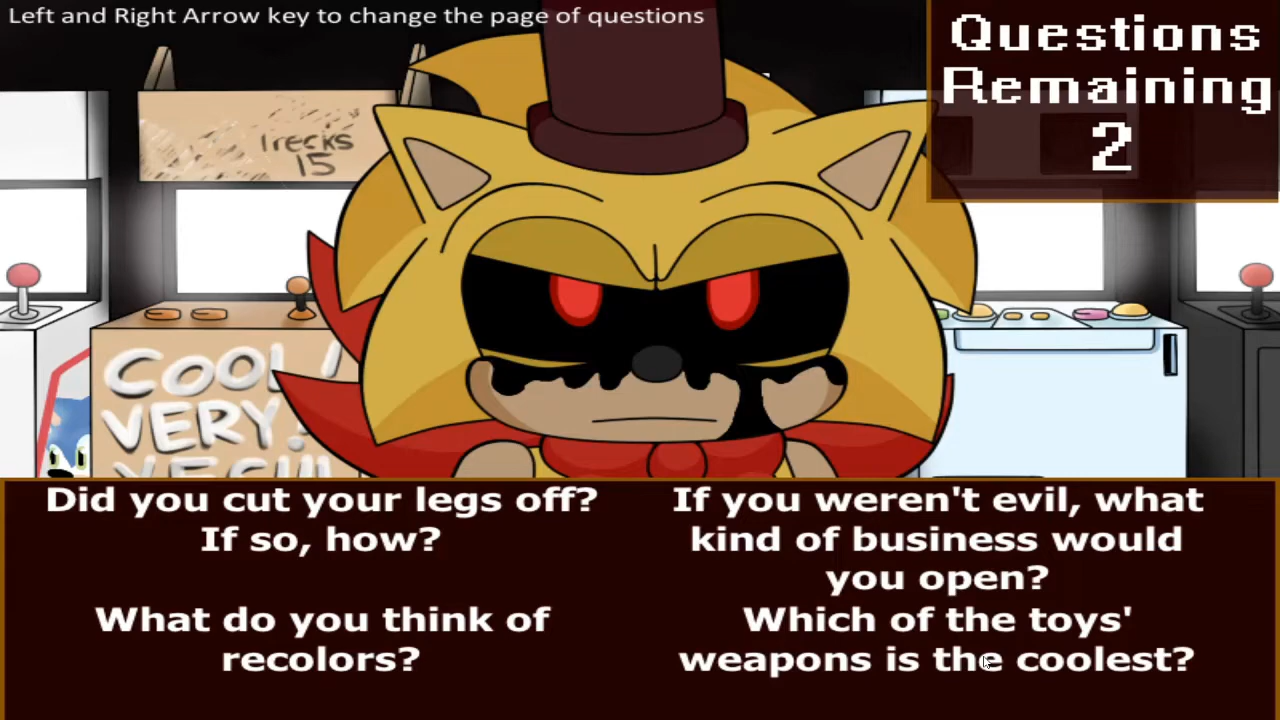 Left and Right Arrow key to change the page of questions
Questions
Remaining
2
Trecks
15
COOL!
VERY!
YES!!!
Did you cut your legs off?
If so, how?
If you weren't evil, what
kind of business would
you open?
What do you think of
recolors?
Which of the toys'
weapons is the coolest?